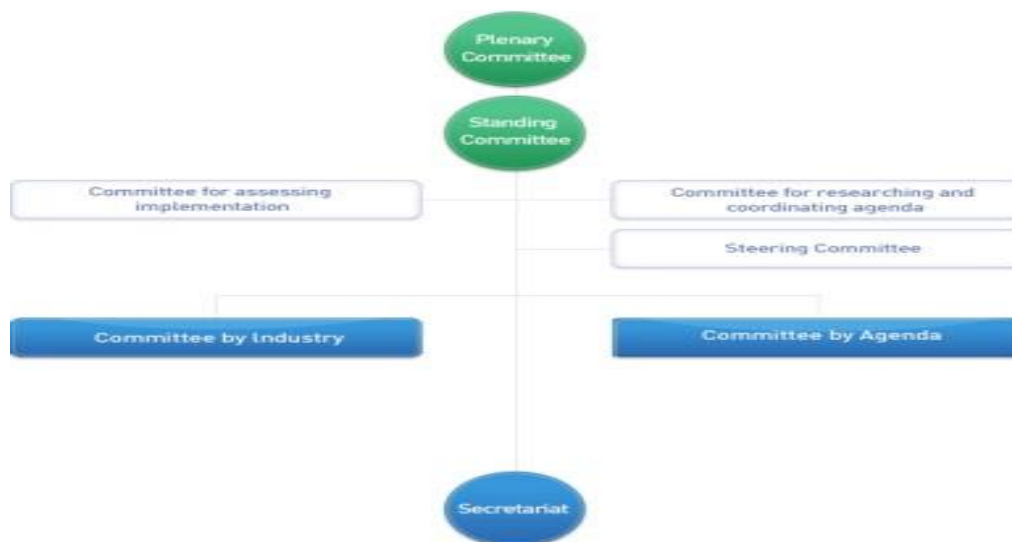 Plenary
Committee
Standing
Committee
Committee for assessing
implementation
Committee for researching and
coordinating agenda
Steering Committee
Committee by Industry
Committee by Agenda
Secretariat